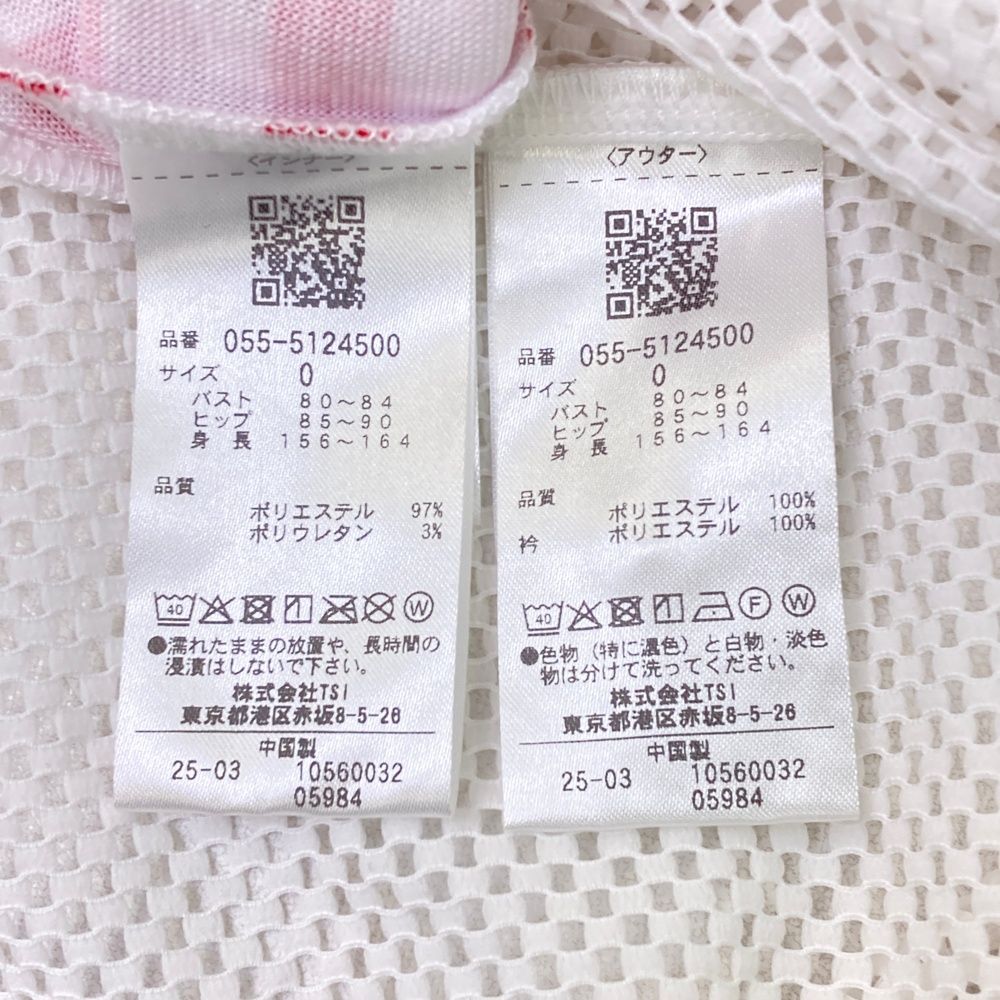 〈インナー〉
品番 055-5124500
サイズ 0
バスト 80～84
ヒップ 85～90
身長 156～164
品質
ポリエステル 97%
ポリウレタン 3%
40 W
●濡れたままの放置や、長時間の
浸漬はしないで下さい。
株式会社TSI
東京都港区赤坂8-5-26
中国製
25-03 10560032
05984
〈アウター〉
品番 055-5124500
サイズ 0
バスト 80～84
ヒップ 85～90
身長 156～164
品質
ポリエステル 100%
衿 ポリエステル 100%
40 F W
●色物（特に濃色）と白物・淡色
物は分けて洗ってください。
株式会社TSI
東京都港区赤坂8-5-26
中国製
25-03 10560032
05984